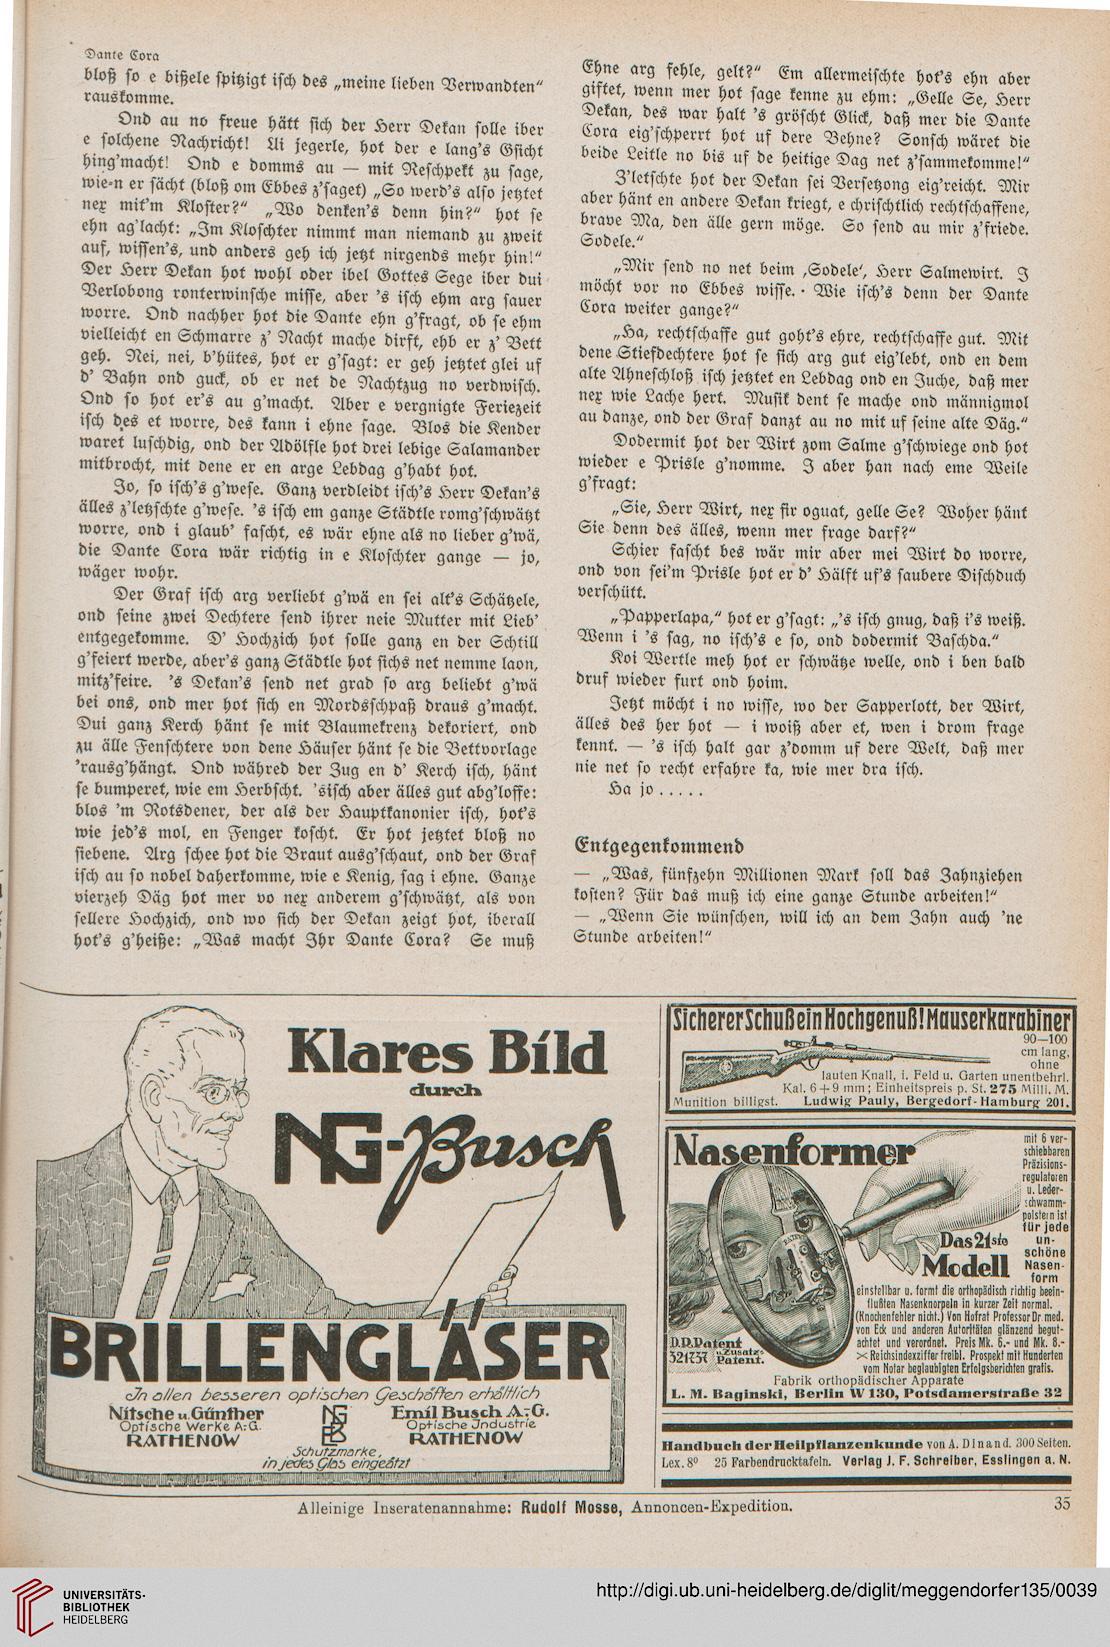 Dante Cora
bloß so e bißele spitzigt isch des „meine lieben Verwandten"
rauskomme.
Ond au no freue hätt sich der Herr Dekan solle iber
e solchene Nachricht! Ui jegerle, hot der e lang's Gsicht
hing'macht! Ond e domms au — mit Reschpekt zu sage,
wie-n er sächt (bloß om Ebbes z'saget) „So werd's also jetztet
nex mit'm Kloster?" „Wo denken's denn hin?" hot se
ehn ag'lacht: „Im Kloschter nimmt man niemand zu zweit
auf, wissen's, und anders geh ich jetzt nirgends mehr hin!"
Der Herr Dekan hot wohl oder ibel Gottes Sege iber dui
Verlobong ronterwinsche misse, aber 's isch ehm arg sauer
worre. Ond nachher hot die Dante ehn g'fragt, ob se ehm
vielleicht en Schmarre z' Nacht mache dirft, ehb er z' Bett
geh. Nei, nei, b'hütes, hot er g'sagt: er geh jetztet glei uf
d' Bahn ond guck, ob er net de Nachtzug no verdwisch.
Ond so hot er's au g'macht. Aber e vergnigte Feriezeit
isch des et worre, des kann i ehne sage. Blos die Kender
waret luschdig, ond der Adölfle hot drei lebige Salamander
mitbrocht, mit dene er en arge Lebdag g'habt hot.
Jo, so isch's g'wese. Ganz verdleidt isch's Herr Dekan's
älles z'letzschte g'wese. 's isch em ganze Städtle romg'schwätzt
worre, ond i glaub' fascht, es wär ehne als no lieber g'wä,
die Dante Cora wär richtig in e Kloschter gange — jo,
wäger wohr.
Der Graf isch arg verliebt g'wä en sei alt's Schätzele,
ond seine zwei Dechtere send ihrer neie Mutter mit Lieb'
entgegekomme. D' Hochzich hot solle ganz en der Schtill
g'feiert werde, aber's ganz Städtle hot sichs net nemme laon,
mitz'feire. 's Dekan's send net grad so arg beliebt g'wä
bei ons, ond mer hot sich en Mordsschpaß draus g'macht.
Dui ganz Kerch hänt se mit Blaumekrenz dekoriert, ond
zu älle Fenschtere von dene Häuser hänt se die Bettvorlage
'rausg'hängt. Ond währed der Zug en d' Kerch isch, hänt
se bumperet, wie em Herbscht. 'sisch aber älles gut abg'loffe:
blos 'm Rotsdener, der als der Hauptkanonier isch, hot's
wie jed's mol, en Fenger koscht. Er hot jetztet bloß no
siebene. Arg schee hot die Braut ausg'schaut, ond der Graf
isch au so nobel daherkomme, wie e Kenig, sag i ehne. Ganze
vierzeh Däg hot mer vo nex anderem g'schwätzt, als von
sellere Hochzich, ond wo sich der Dekan zeigt hot, iberall
hot's g'heiße: „Was macht Ihr Dante Cora? Se muß
Ehne arg fehle, gelt?" Em allermeischte hot's ehn aber
giftet, wenn mer hot sage kenne zu ehm: „Gelle Se, Herr
Dekan, des war halt 's gröscht Glick, daß mer die Dante
Cora eig'schperrt hot uf dere Behne? Sonsch wäret die
beide Leitle no bis uf de heitige Dag net z'sammekomme!"
Z'letschte hot der Dekan sei Versetzong eig'reicht. Mir
aber hänt en andere Dekan kriegt, e chrischtlich rechtschaffene,
brave Ma, den älle gern möge. So send au mir z'friede.
Sodele."
„Mir send no net beim ‚Sodele', Herr Salmewirt. I
möcht vor no Ebbes wisse. Wie isch's denn der Dante
Cora weiter gange?"
„Ha, rechtschaffe gut goht's ehre, rechtschaffe gut. Mit
dene Stiefdechtere hot se sich arg gut eig'lebt, ond en dem
alte Ahneschloß isch jetztet en Lebdag ond en Juche, daß mer
nex wie Lache hert. Musik dent se mache ond männigmol
au danze, ond der Graf danzt au no mit uf seine alte Däg."
Dodermit hot der Wirt zom Salme g'schwiege ond hot
wieder e Prisle g'nomme. I aber han nach eme Weile
g'fragt:
„Sie, Herr Wirt, nex fir oguat, gelle Se? Woher hänt
Sie denn des älles, wenn mer frage darf?"
Schier fascht bes wär mir aber mei Wirt do worre,
ond von sei'm Prisle hot er d' Hälft uf's saubere Dischduch
verschütt.
„Papperlapa," hot er g'sagt: „'s isch gnug, daß i's weiß.
Wenn i 's sag, no isch's e so, ond dodermit Baschda."
Koi Wertle meh hot er schwätze welle, ond i ben bald
druf wieder furt ond hoim.
Jetzt möcht i no wisse, wo der Sapperlott, der Wirt,
älles des her hot — i woiß aber et, wen i drom frage
kennt. — 's isch halt gar z'domm uf dere Welt, daß mer
nie net so recht erfahre ka, wie mer dra isch.
Ha jo . . . . .
Entgegenkommend
— „Was, fünfzehn Millionen Mark soll das Zahnziehen
kosten? Für das muß ich eine ganze Stunde arbeiten!"
— „Wenn Sie wünschen, will ich an dem Zahn auch 'ne
Stunde arbeiten!"
Klares Bild
durch
NG-Busch
BRILLENGLÄSER
In allen besseren optischen Geschäften erhältlich
Nitsche u. Günther
Optische Werke A.-G.
RATHENOW
NG
EB
Schutzmarke,
in jedes Glas eingeätzt
Emil Busch A.-G.
Optische Industrie
RATHENOW
Sicherer Schuß ein Hochgenuß! Mauserkarabiner
90—100
cm lang,
ohne
lauten Knall, i. Feld u. Garten unentbehrl.
Kal. 6 + 9 mm; Einheitspreis p. St. 275 Mill. M.
Munition billigst. Ludwig Pauly, Bergedorf-Hamburg 201.
Nasenformer
mit 6 ver-
schiebbaren
Präzisions-
regulatoren
u. Leder-
schwamm-
polstern ist
für jede
un-
schöne
Nasen-
form
Das 21ste
Modell
einstellbar u. formt die orthopädisch richtig beein-
flußten Nasenknorpeln in kurzer Zeit normal.
(Knochenfehler nicht.) Von Hofrat Professor Dr. med.
von Eck und anderen Autoritäten glänzend begut-
achtet und verordnet. Preis Mk. 6.- und Mk. 8.-
× Reichsindexziffer freibl. Prospekt mit Hunderten
vom Notar beglaubigten Erfolgsberichten gratis.
D.R.Patent
321737 u. Zusatz-
Patent.
Fabrik orthopädischer Apparate
L. M. Baginski, Berlin W 130, Potsdamerstraße 32
Handbuch der Heilpflanzenkunde von A. Dinand. 300 Seiten.
Lex. 8° 25 Farbendrucktafeln. Verlag J. F. Schreiber, Esslingen a. N.
Alleinige Inseratenannahme: Rudolf Mosse, Annoncen-Expedition.
35
UNIVERSITÄTS-
BIBLIOTHEK
HEIDELBERG
http://digi.ub.uni-heidelberg.de/diglit/meggendorfer135/0039